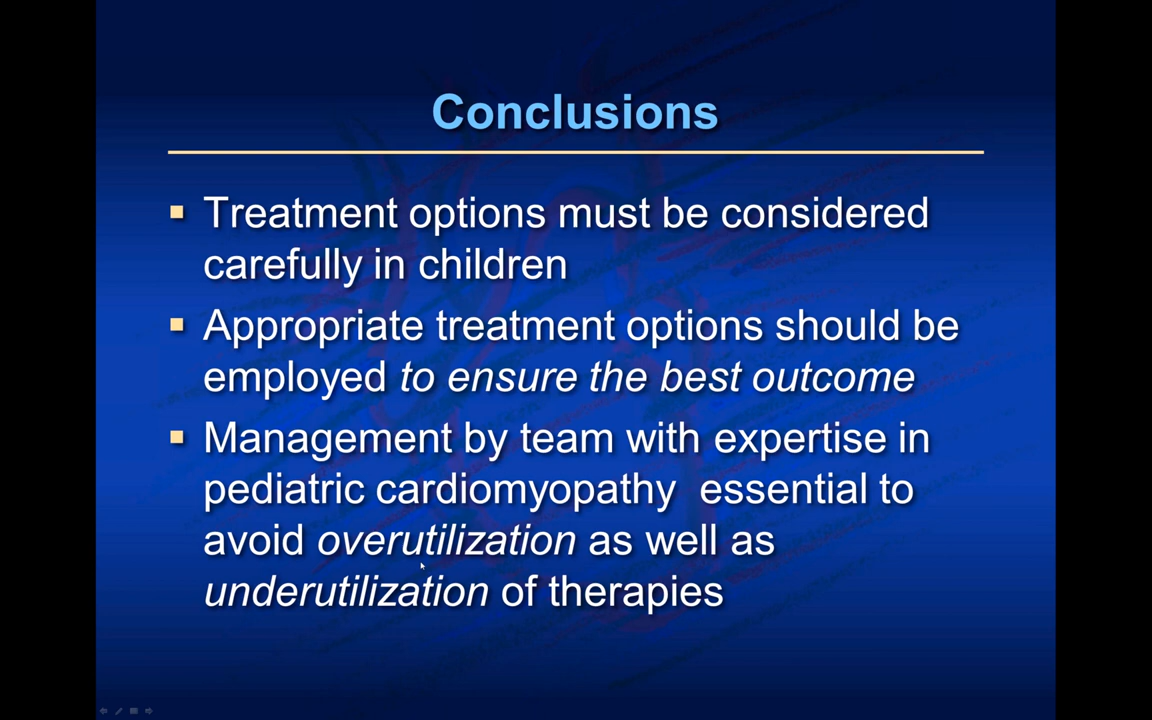 Conclusions
Treatment options must be considered
carefully in children
Appropriate treatment options should be
employed to ensure the best outcome
Management by team with expertise in
pediatric cardiomyopathy  essential to
avoid overutilization as well as
underutilization of therapies